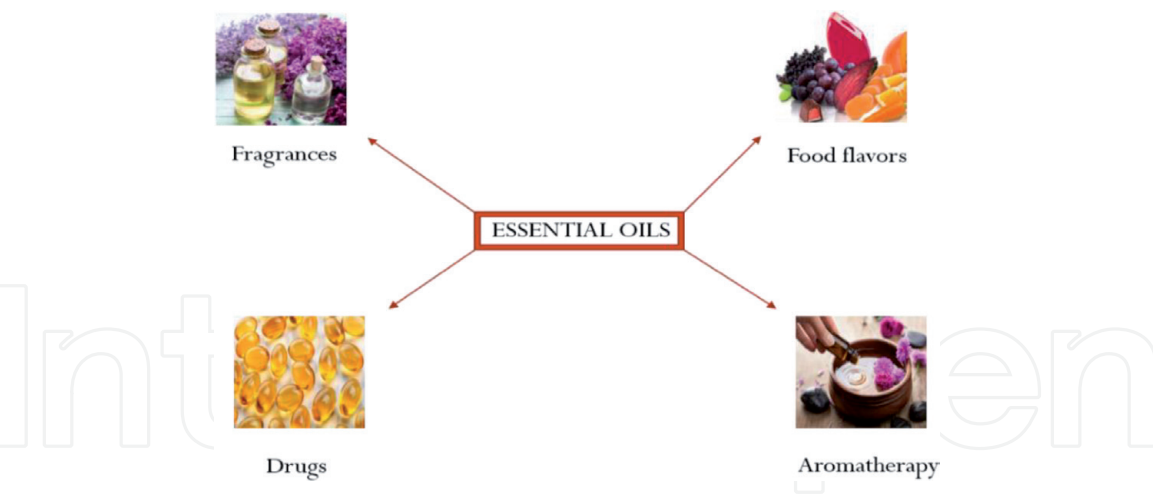 Fragrances
Food flavors
ESSENTIAL OILS
Drugs
Aromatherapy